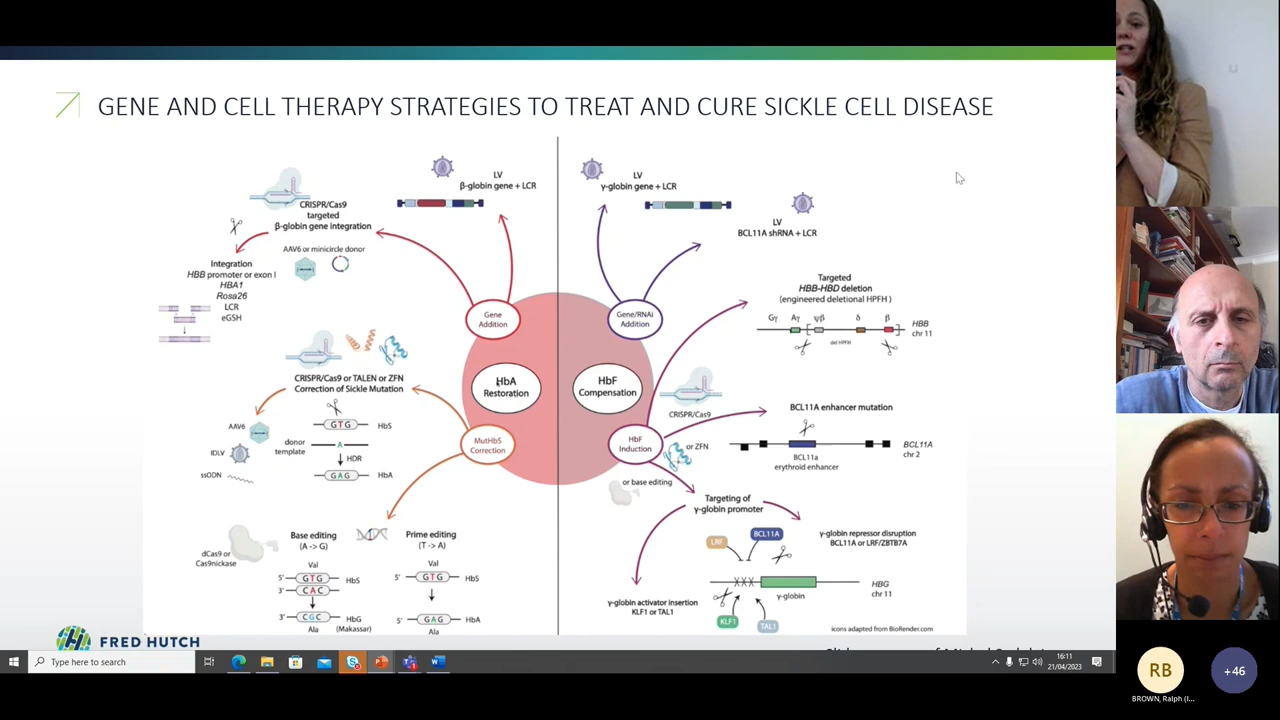 GENE AND CELL THERAPY STRATEGIES TO TREAT AND CURE SICKLE CELL DISEASE
LV
β-globin gene + LCR
CRISPR/Cas9
targeted
β-globin gene integration
AAV6 or minicircle donor
Integration
HBB promoter or exon I
HBA1
Rosa26
LCR
eGSH
Gene
Addition
CRISPR/Cas9 or TALEN or ZFN
Correction of Sickle Mutation
AAV6
IDLV
ssODN
donor
template
GTG
HbS
A
HDR
GAG
HbA
HbA
Restoration
MutHbS
Correction
dCas9 or
Cas9nickase
Base editing
(A -> G)
Val
5'
GTG
CAC
HbS
3'
CGC
HbG
Ala
(Makassar)
Prime editing
(T -> A)
Val
5'
GTG
HbS
5'
GAG
HbA
Ala
LV
γ-globin gene + LCR
LV
BCL11A shRNA + LCR
Gene/RNAi
Addition
HbF
Compensation
HbF
Induction
Targeted
HBB-HBD deletion
(engineered deletional HPFH)
Gγ Aγ ψβ δ β
HBB
chr 11
del HPFH
CRISPR/Cas9
or ZFN
or base editing
BCL11A enhancer mutation
BCL11A
chr 2
BCL11a
erythroid enhancer
Targeting of
γ-globin promoter
γ-globin repressor disruption
BCL11A or LRF/ZBTB7A
LRF
BCL11A
XXX
γ-globin
HBG
chr 11
γ-globin activator insertion
KLF1 or TAL1
KLF1
TAL1
icons adapted from BioRender.com
FRED HUTCH
Type here to search
16:11
21/04/2023
RB
+46
BROWN, Ralph (I...